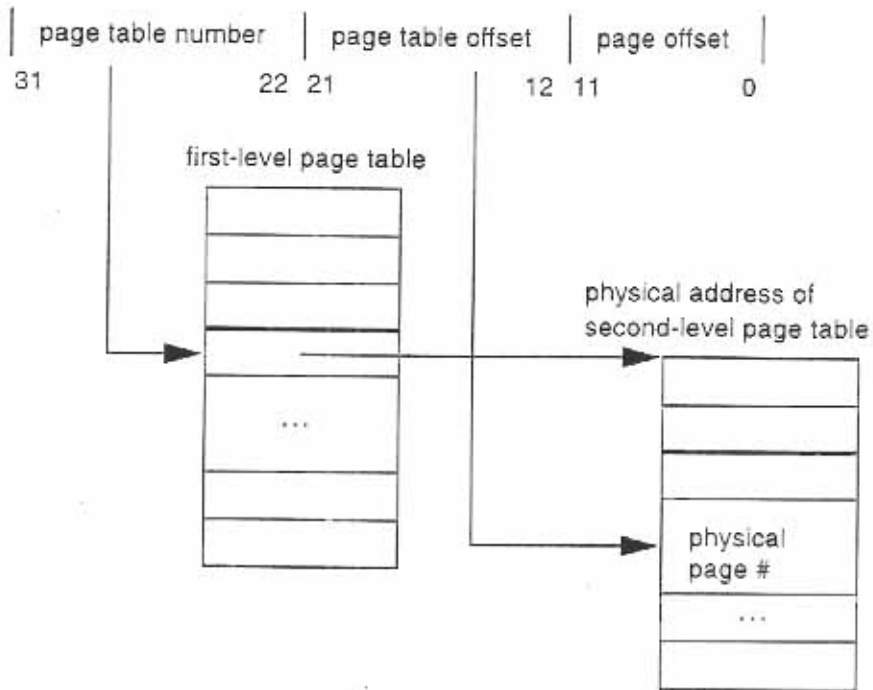 page table number page table offset page offset
31 22 21 12 11 0
first-level page table
physical address of
second-level page table
...
physical
page #
...